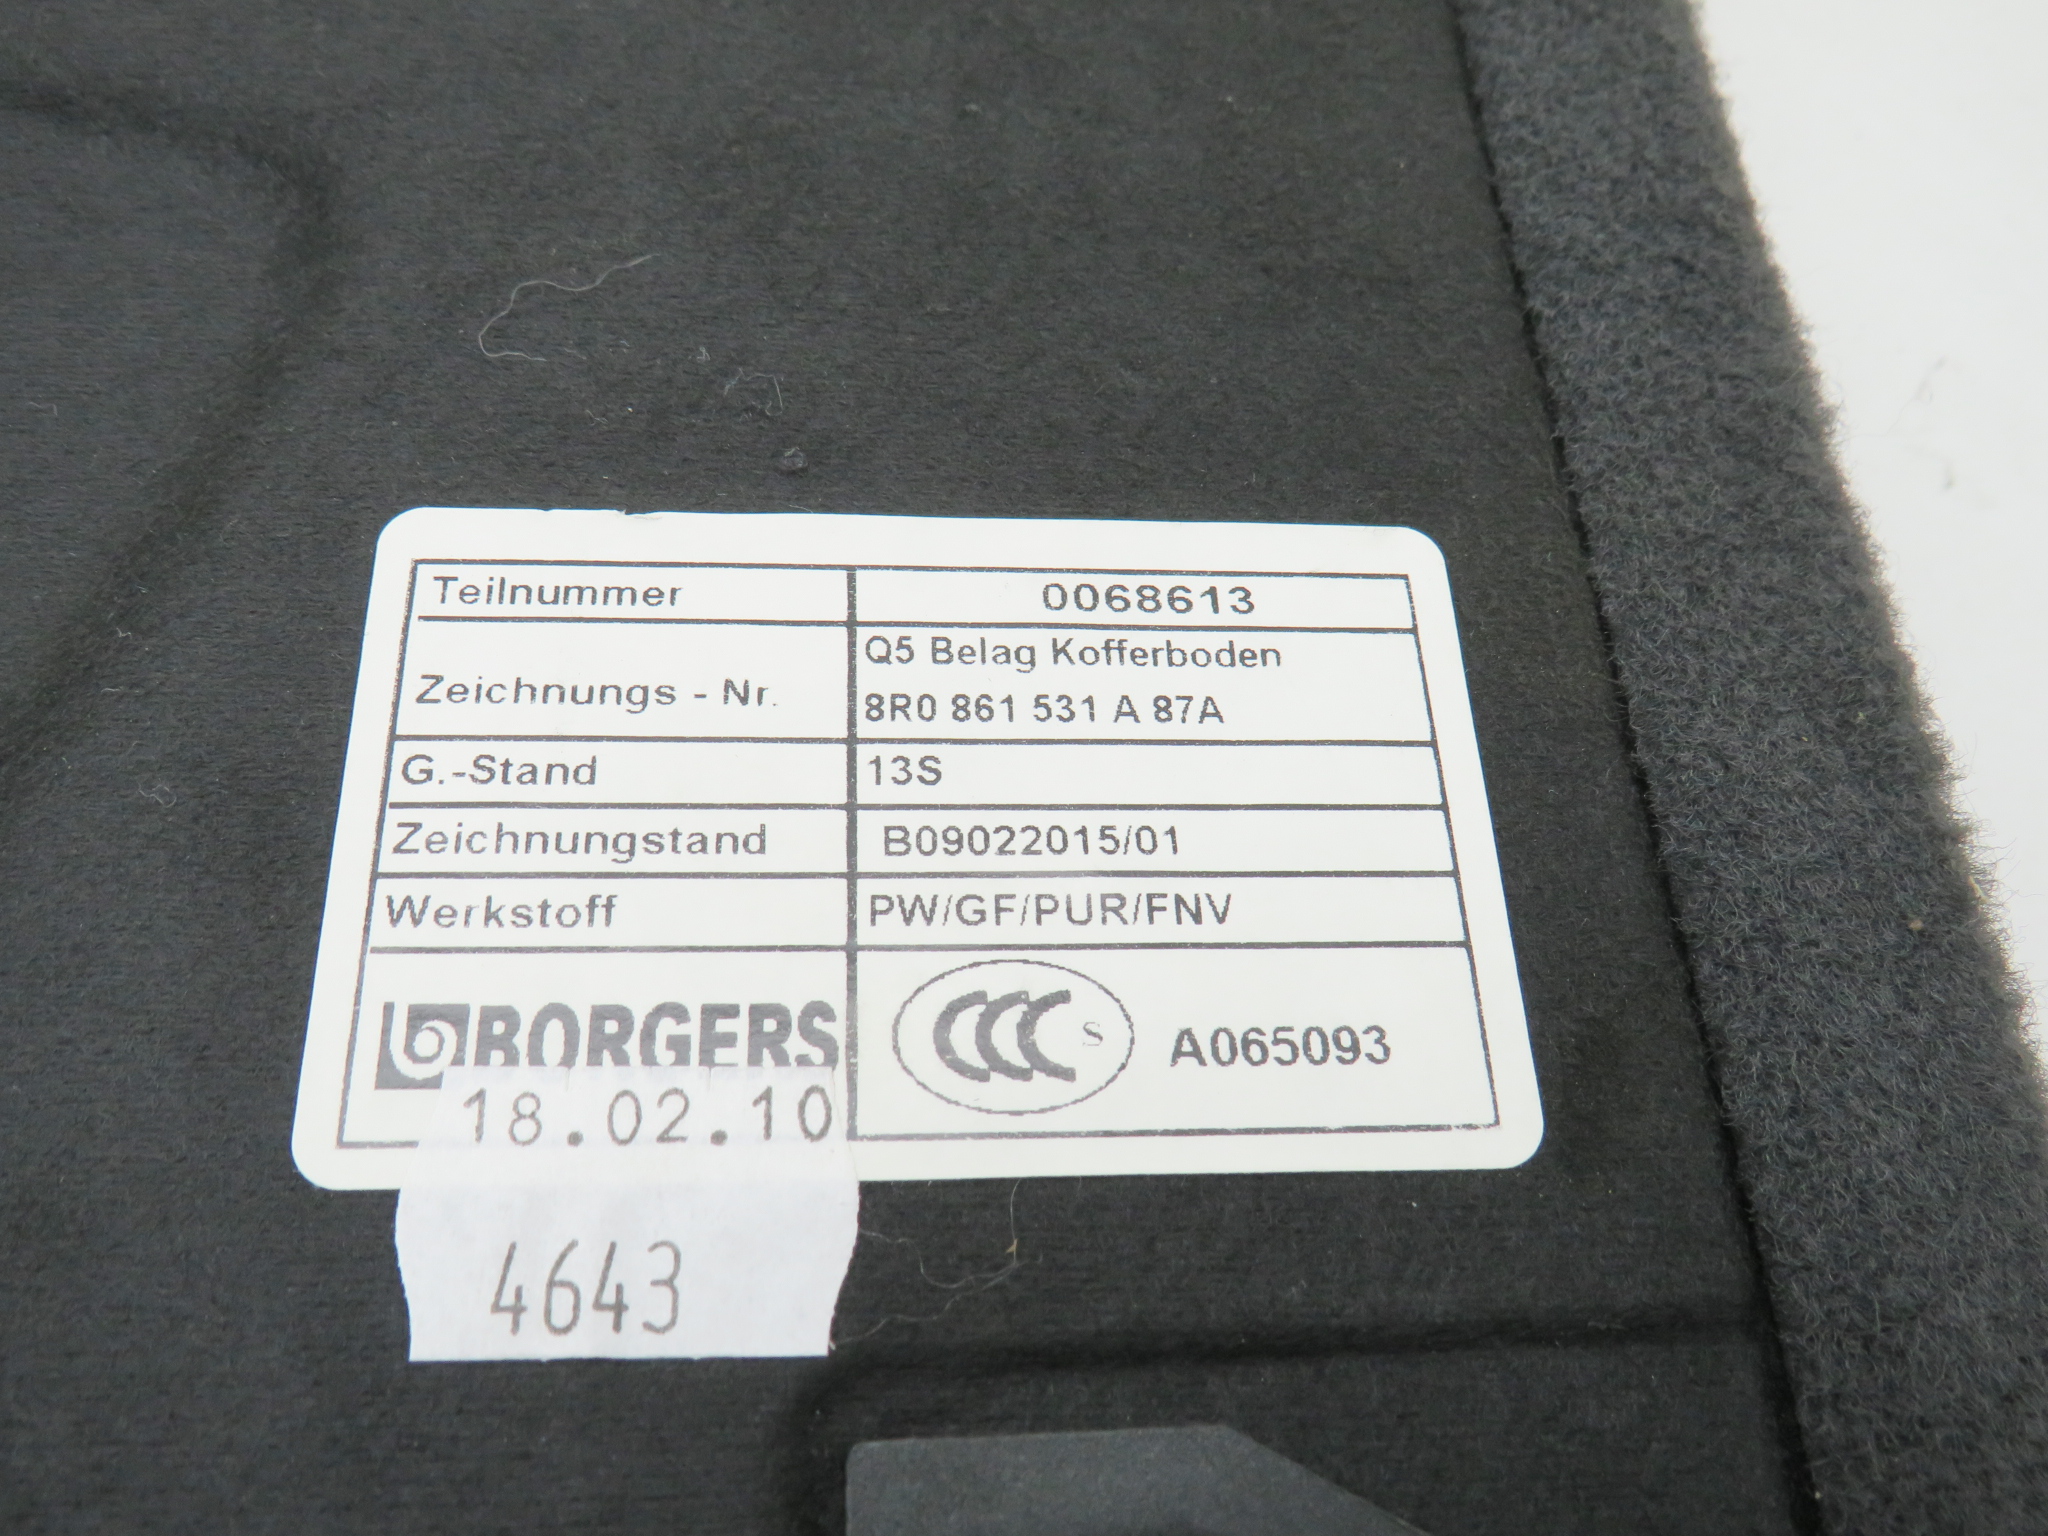 Teilnummer 0068613
Zeichnungs - Nr. Q5 Belag Kofferboden
8R0 861 531 A 87A
G.-Stand 13S
Zeichnungstand B09022015/01
Werkstoff PW/GF/PUR/FNV
BORGERS CCC S A065093
18.02.10
4643